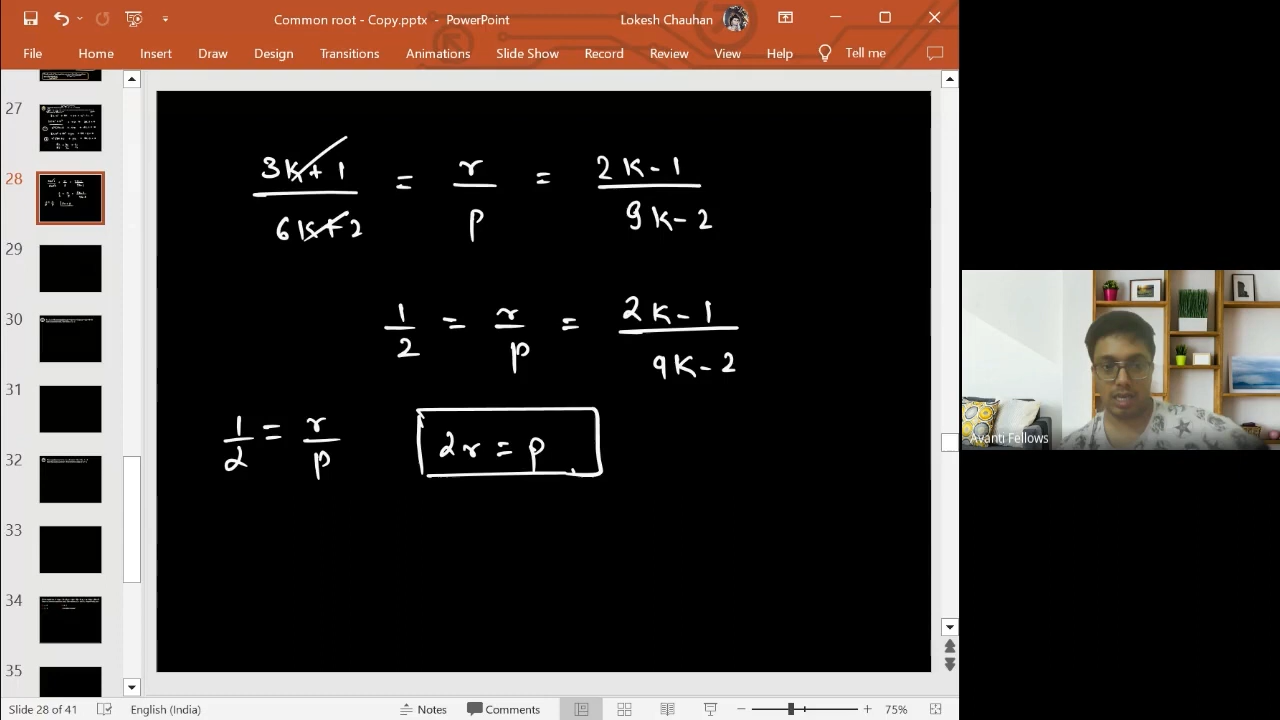 Common root - Copy.pptx - PowerPoint
Lokesh Chauhan
File Home Insert Draw Design Transitions Animations Slide Show Record Review View Help Tell me
27
28
29
30
31
32
33
34
35
3k+1 / 6k+2 = r / p = 2k-1 / 9k-2
1 / 2 = r / p = 2k-1 / 9k-2
1 / 2 = r / p
2r = p
Avanti Fellows
Slide 28 of 41 English (India) Notes Comments 75%